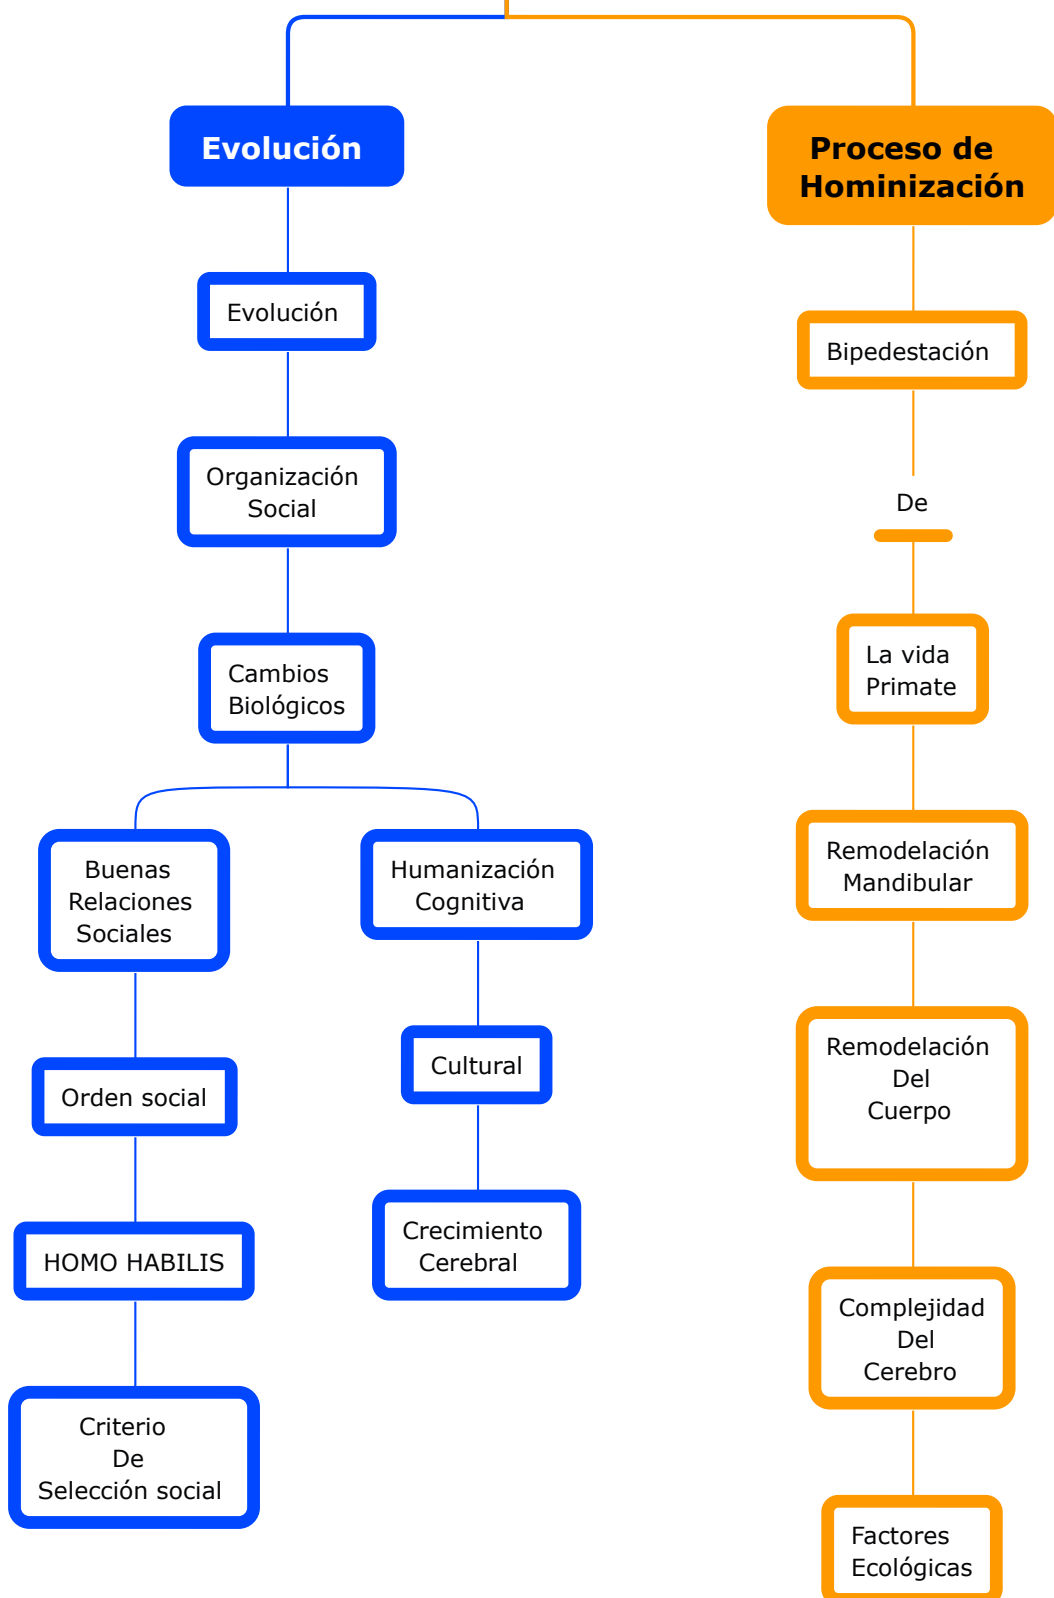 Evolución
Evolución
Organización
Social
Cambios
Biológicos
Buenas
Relaciones
Sociales
Orden social
HOMO HABILIS
Criterio
De
Selección social
Humanización
Cognitiva
Cultural
Crecimiento
Cerebral
Proceso de
Hominización
Bipedestación
De
La vida
Primate
Remodelación
Mandibular
Remodelación
Del
Cuerpo
Complejidad
Del
Cerebro
Factores
Ecológicas